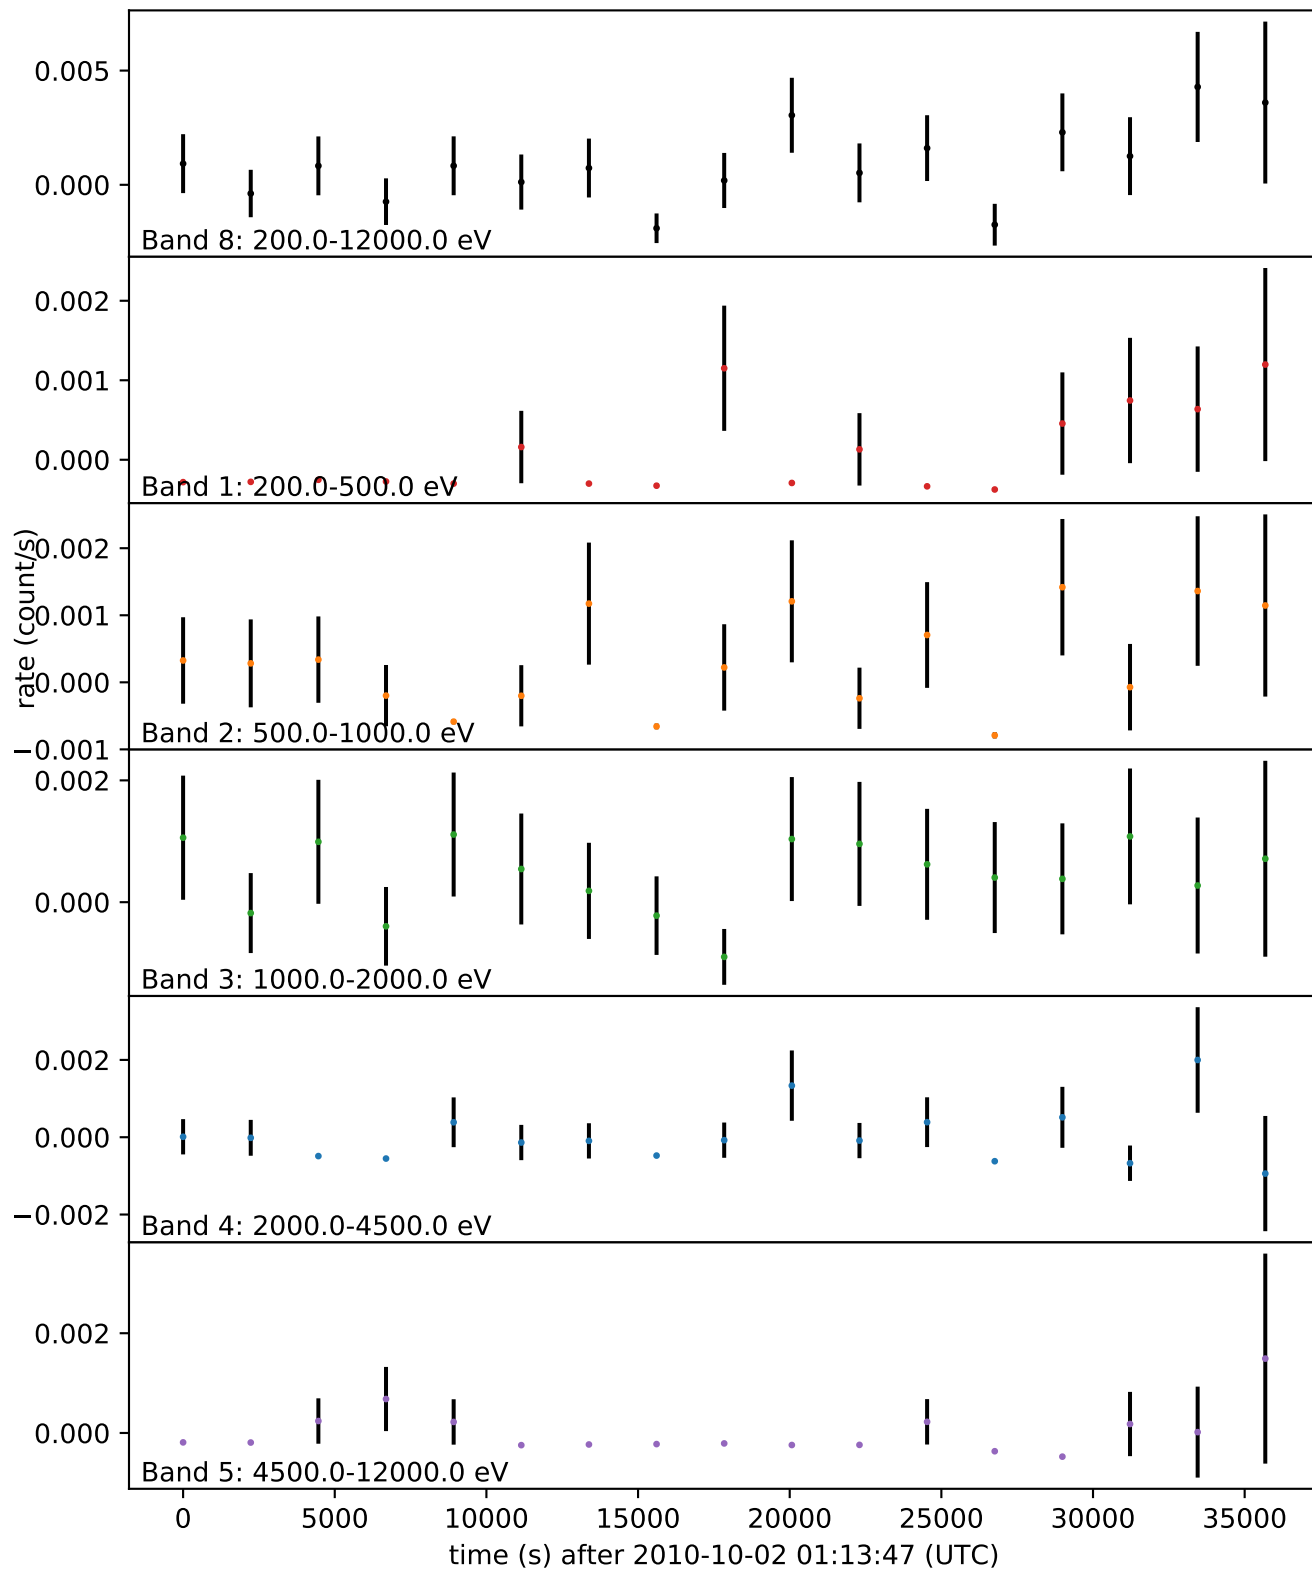 0.005
0.000
Band 8: 200.0-12000.0 eV
0.002
0.001
0.000
Band 1: 200.0-500.0 eV
rate (count/s)
0.002
0.001
0.000
−0.001
Band 2: 500.0-1000.0 eV
0.002
0.000
Band 3: 1000.0-2000.0 eV
0.002
0.000
−0.002
Band 4: 2000.0-4500.0 eV
0.002
0.000
Band 5: 4500.0-12000.0 eV
0 5000 10000 15000 20000 25000 30000 35000
time (s) after 2010-10-02 01:13:47 (UTC)